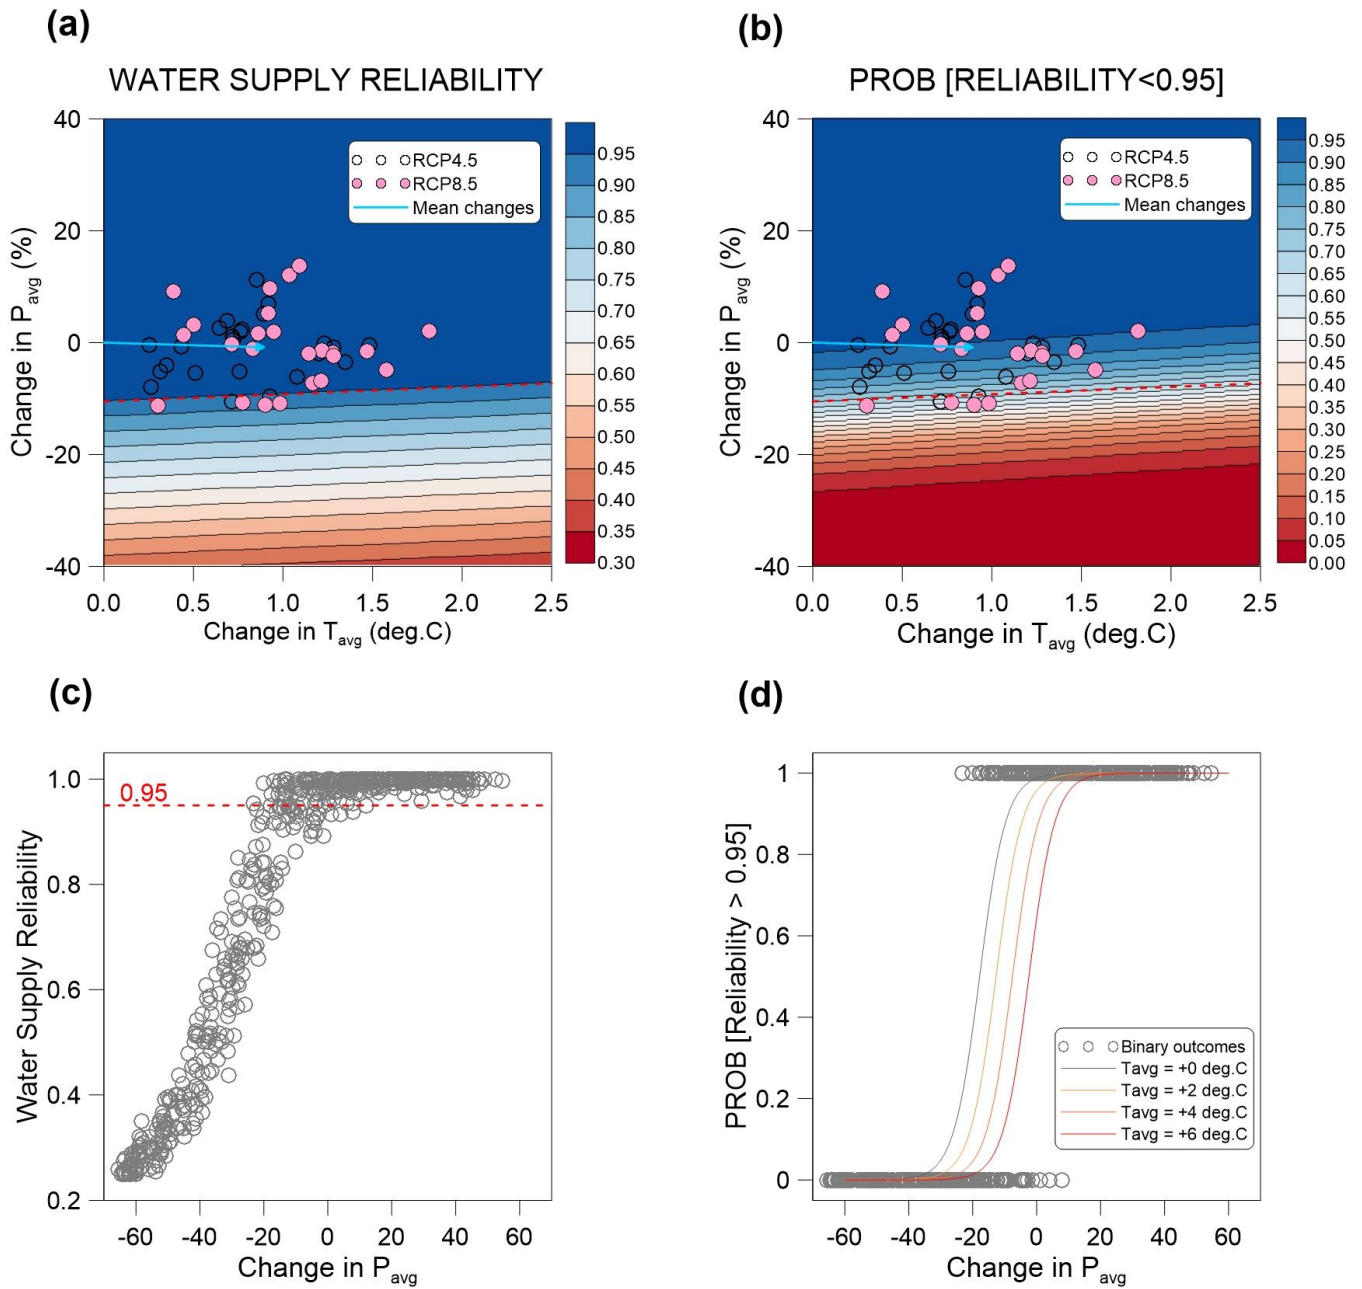 (a)
WATER SUPPLY RELIABILITY
40
20
0
-20
-40
Change in Pavg (%)
0.0 0.5 1.0 1.5 2.0 2.5
Change in Tavg (deg.C)
RCP4.5
RCP8.5
Mean changes
0.95
0.90
0.85
0.80
0.75
0.70
0.65
0.60
0.55
0.50
0.45
0.40
0.35
0.30
(b)
PROB [RELIABILITY<0.95]
40
20
0
-20
-40
Change in Pavg (%)
0.0 0.5 1.0 1.5 2.0 2.5
Change in Tavg (deg.C)
RCP4.5
RCP8.5
Mean changes
0.95
0.90
0.85
0.80
0.75
0.70
0.65
0.60
0.55
0.50
0.45
0.40
0.35
0.30
0.25
0.20
0.15
0.10
0.05
0.00
(c)
1.0
0.8
0.6
0.4
0.2
Water Supply Reliability
0.95
-60 -40 -20 0 20 40 60
Change in Pavg
(d)
1
0.8
0.6
0.4
0.2
0
PROB [Reliability > 0.95]
Binary outcomes
Tavg = +0 deg.C
Tavg = +2 deg.C
Tavg = +4 deg.C
Tavg = +6 deg.C
-60 -40 -20 0 20 40 60
Change in Pavg